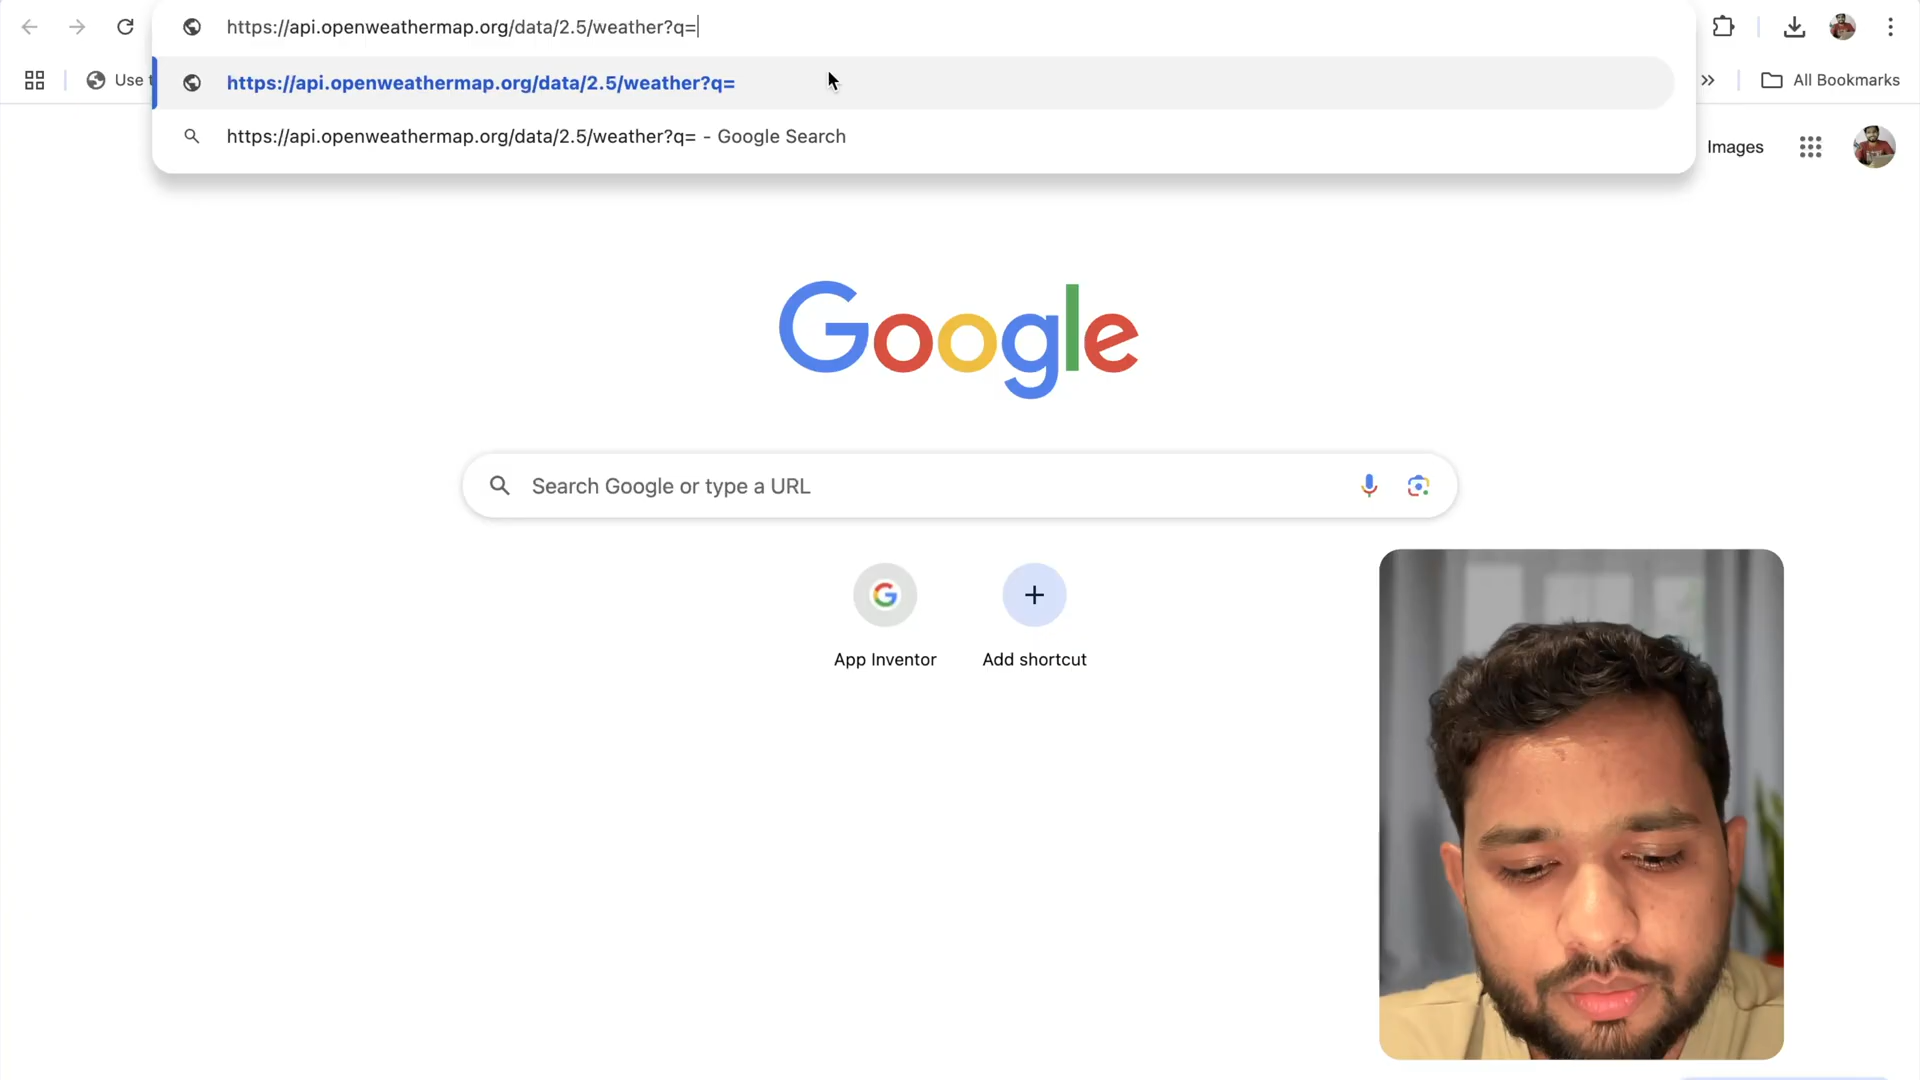 https://api.openweathermap.org/data/2.5/weather?q=
Use t
https://api.openweathermap.org/data/2.5/weather?q=
All Bookmarks
https://api.openweathermap.org/data/2.5/weather?q= - Google Search
Images
Google
Search Google or type a URL
App Inventor
Add shortcut